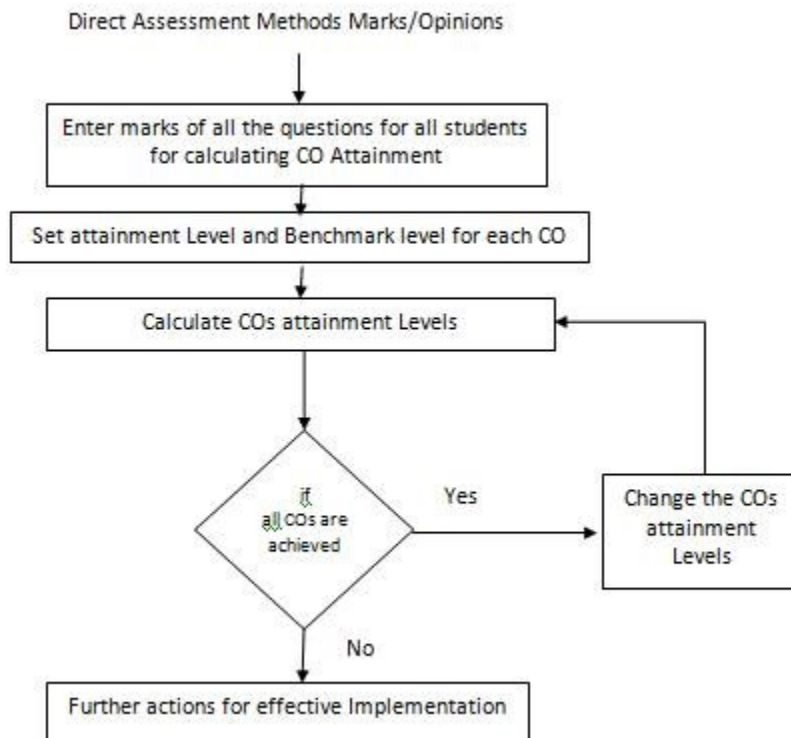 Direct Assessment Methods Marks/Opinions
Enter marks of all the questions for all students
for calculating CO Attainment
Set attainment Level and Benchmark level for each CO
Calculate COs attainment Levels
if
all COs are
achieved
Yes
Change the COs
attainment
Levels
No
Further actions for effective Implementation